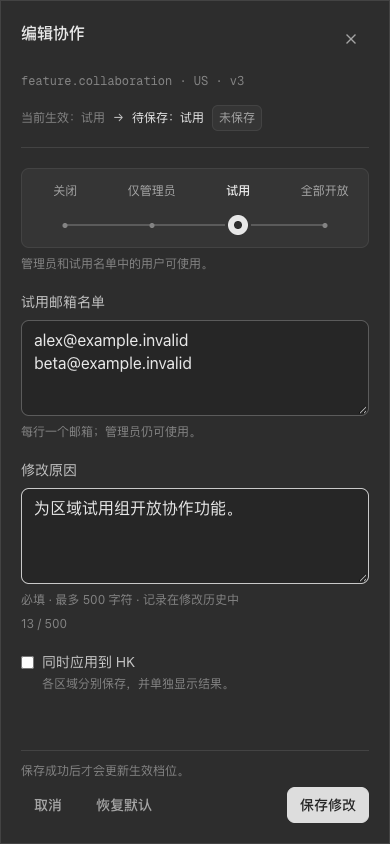 编辑协作
feature.collaboration · US · v3
当前生效：试用 → 待保存：试用 未保存
关闭 仅管理员 试用 全部开放
管理员和试用名单中的用户可使用。
试用邮箱名单
alex@example.invalid
beta@example.invalid
每行一个邮箱；管理员仍可使用。
修改原因
为区域试用组开放协作功能。
必填 · 最多 500 字符 · 记录在修改历史中
13 / 500
同时应用到 HK
各区域分别保存，并单独显示结果。
保存成功后才会更新生效档位。
取消 恢复默认 保存修改